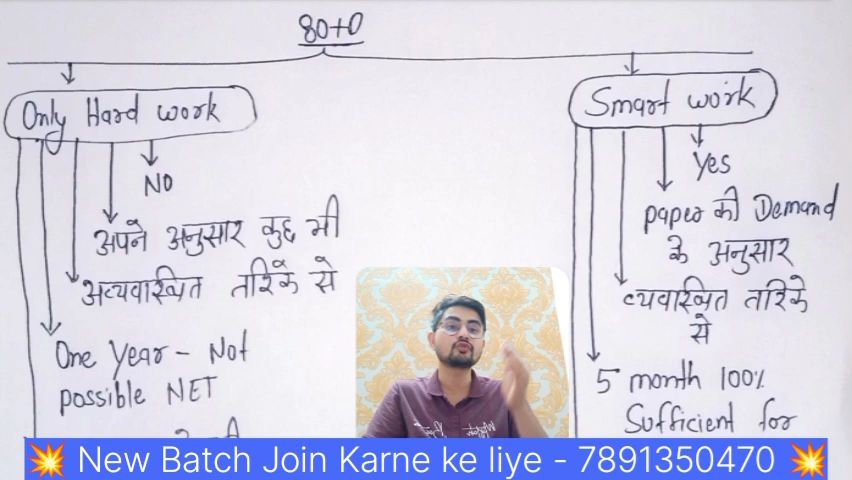 80+0
Only Hard work
NO
अपने अनुसार कुछ भी
अव्यवस्थित तरिके से
One Year - Not
possible NET
Smart work
Yes
paper की Demand
के अनुसार
व्यवस्थित तरिके
से
5 month 100%
Sufficient for
💥 New Batch Join Karne ke liye - 7891350470 💥